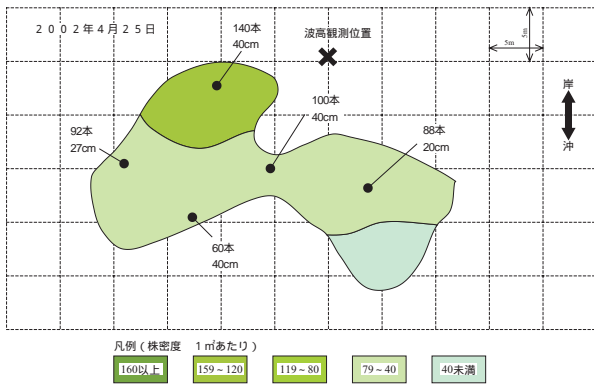 ２００２年４月２５日
140本
40cm
波高観測位置
5m
5m
岸
沖
100本
40cm
92本
27cm
88本
20cm
60本
40cm
凡例（株密度　１㎡あたり）
160以上
159～120
119～80
79～40
40未満